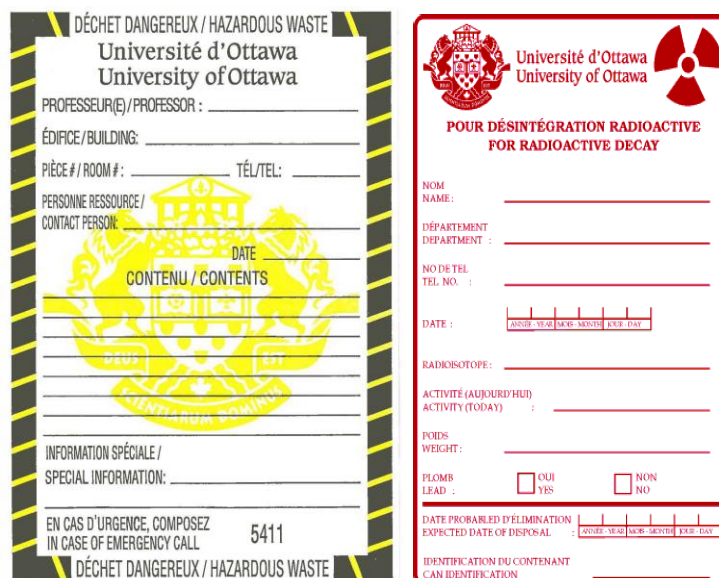 DÉCHET DANGEREUX / HAZARDOUS WASTE
Université d'Ottawa
University of Ottawa
PROFESSEUR(E) / PROFESSOR :
ÉDIFICE / BUILDING:
PIÈCE # / ROOM # : TÉL/TEL:
PERSONNE RESSOURCE /
CONTACT PERSON:
DATE
CONTENU / CONTENTS
DEUS EST
SCIENTIARUM DOMINUS
INFORMATION SPÉCIALE /
SPECIAL INFORMATION:
EN CAS D'URGENCE, COMPOSEZ
IN CASE OF EMERGENCY CALL 5411
DÉCHET DANGEREUX / HAZARDOUS WASTE
Université d'Ottawa
University of Ottawa
POUR DÉSINTÉGRATION RADIOACTIVE
FOR RADIOACTIVE DECAY
NOM
NAME :
DÉPARTEMENT
DEPARTMENT :
NO DE TEL
TEL NO. :
DATE :
ANNÉE - YEAR MOIS - MONTH JOUR - DAY
RADIOISOTOPE :
ACTIVITÉ (AUJOURD'HUI)
ACTIVITY (TODAY) :
POIDS
WEIGHT :
PLOMB OUI NON
LEAD : YES NO
DATE PROBABLED D'ÉLIMINATION
EXPECTED DATE OF DISPOSAL : ANNÉE - YEAR MOIS - MONTH JOUR - DAY
IDENTIFICATION DU CONTENANT
CAN IDENTIFICATION